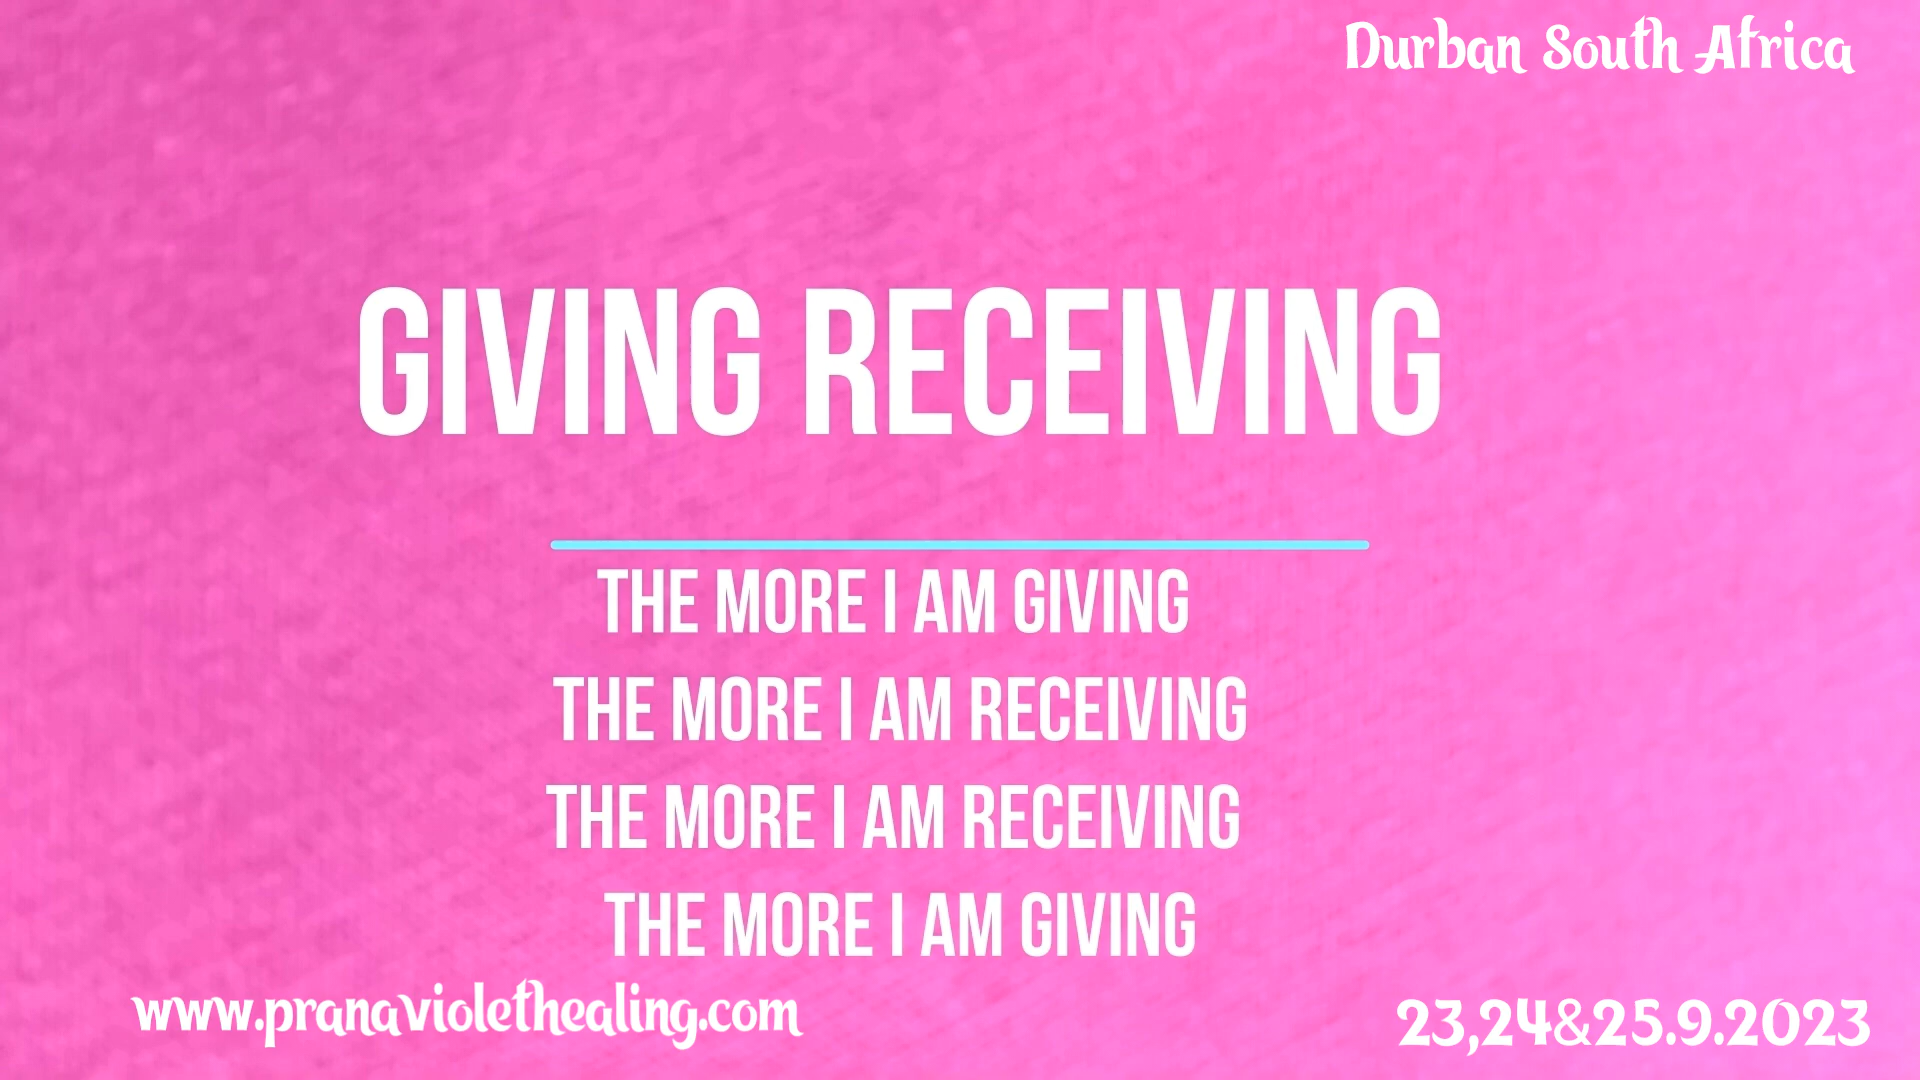 Durban South Africa
GIVING RECEIVING
THE MORE I AM GIVING
THE MORE I AM RECEIVING
THE MORE I AM RECEIVING
THE MORE I AM GIVING
www.pranaviolethealing.com
23,24&25.9.2023